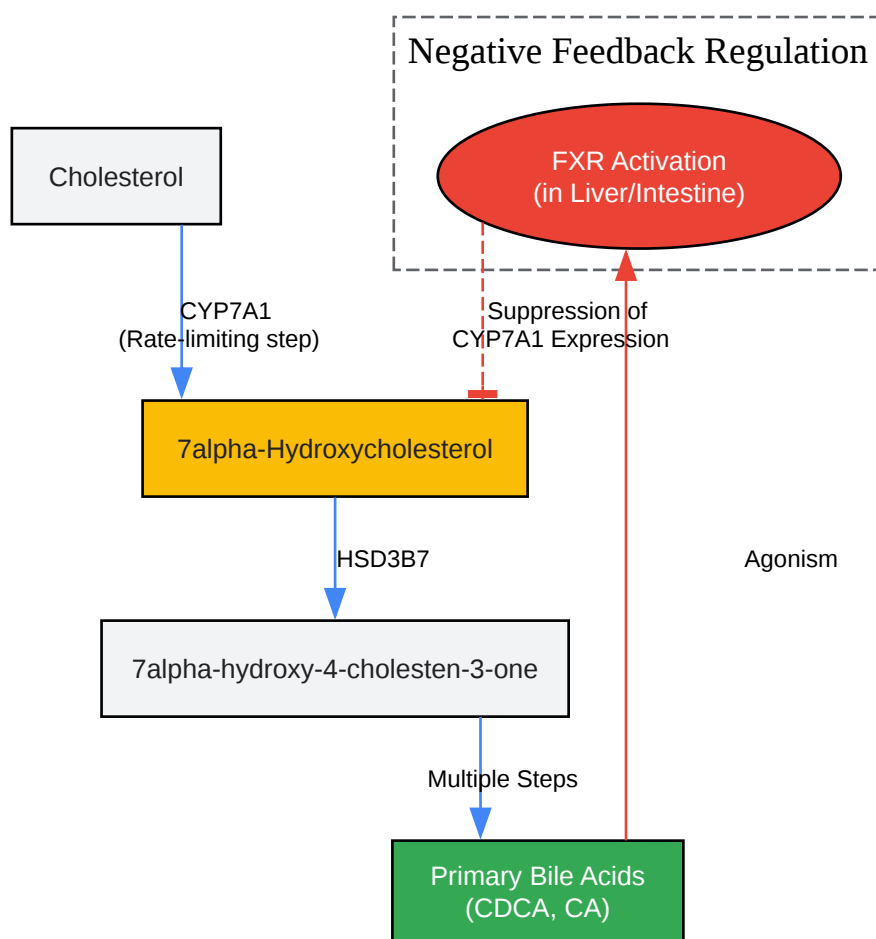 Negative Feedback Regulation
FXR Activation
(in Liver/Intestine)
Cholesterol
CYP7A1
(Rate-limiting step)
Suppression of
CYP7A1 Expression
7alpha-Hydroxycholesterol
HSD3B7
Agonism
7alpha-hydroxy-4-cholesten-3-one
Multiple Steps
Primary Bile Acids
(CDCA, CA)